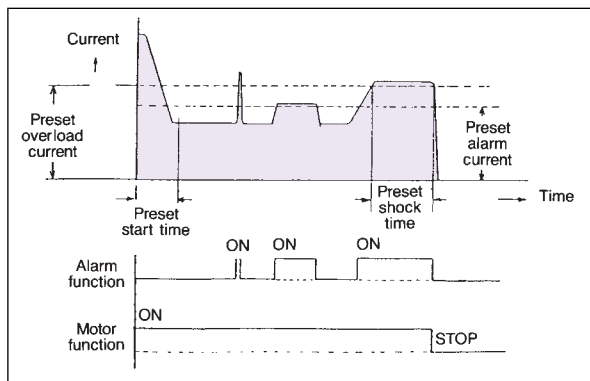 Current
Preset
overload
current
Preset
alarm
current
Time
Preset
start time
Preset
shock
time
ON
ON
ON
Alarm
function
ON
Motor
function
STOP